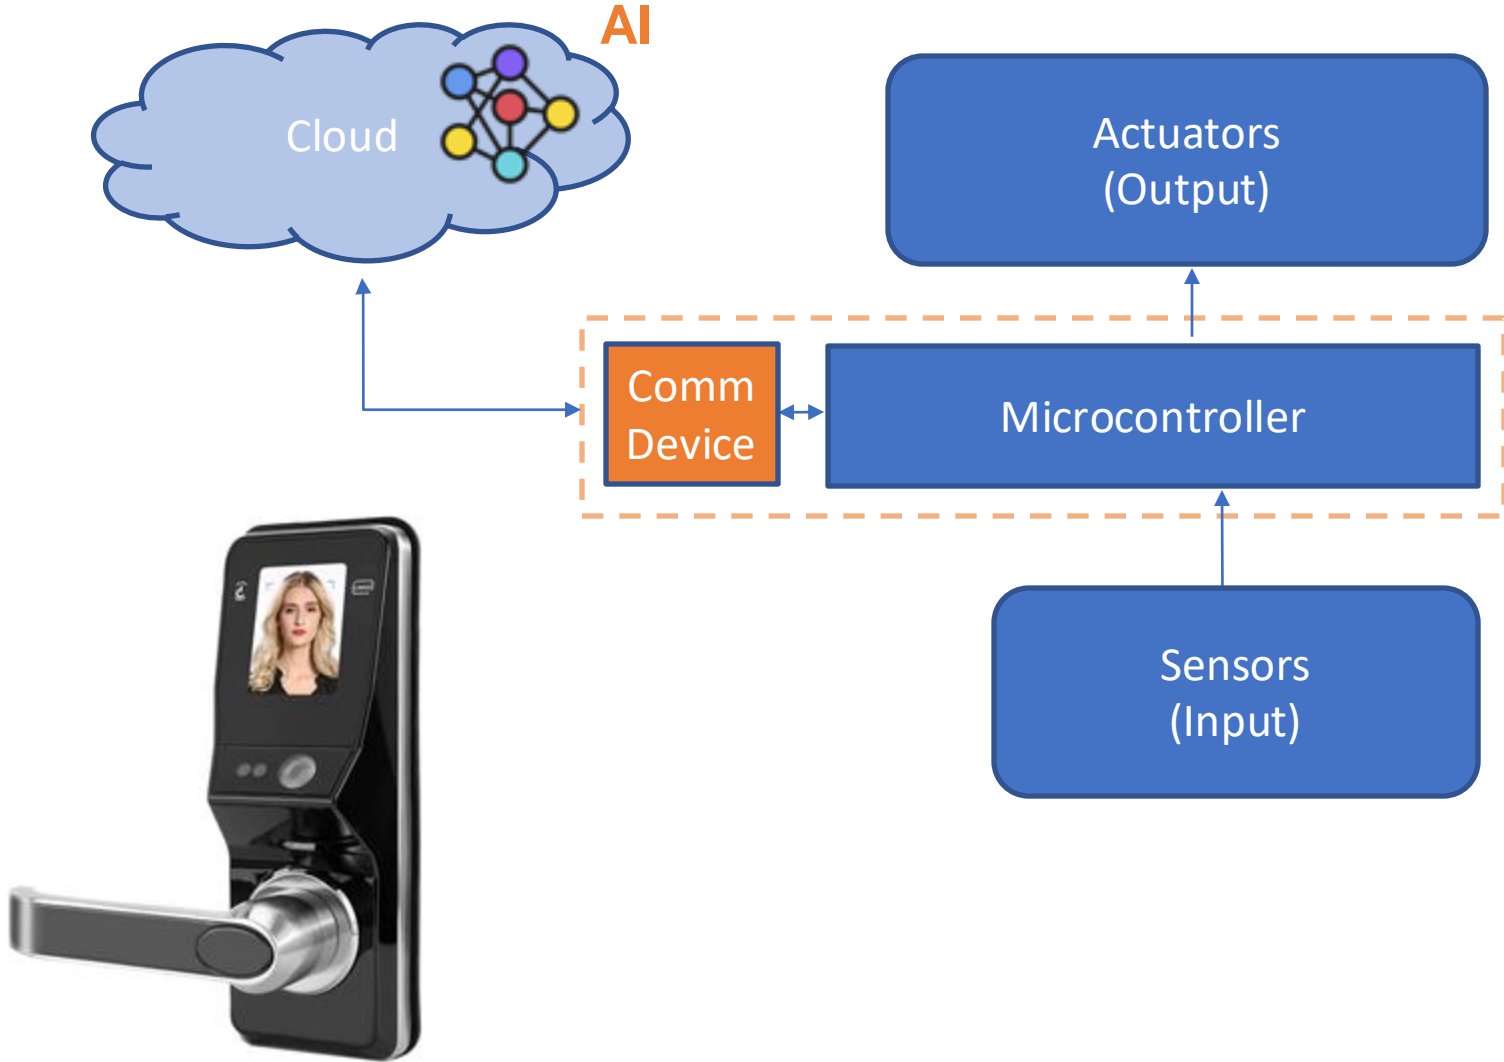 AI
Cloud
Actuators
(Output)
Comm
Device
Microcontroller
Sensors
(Input)